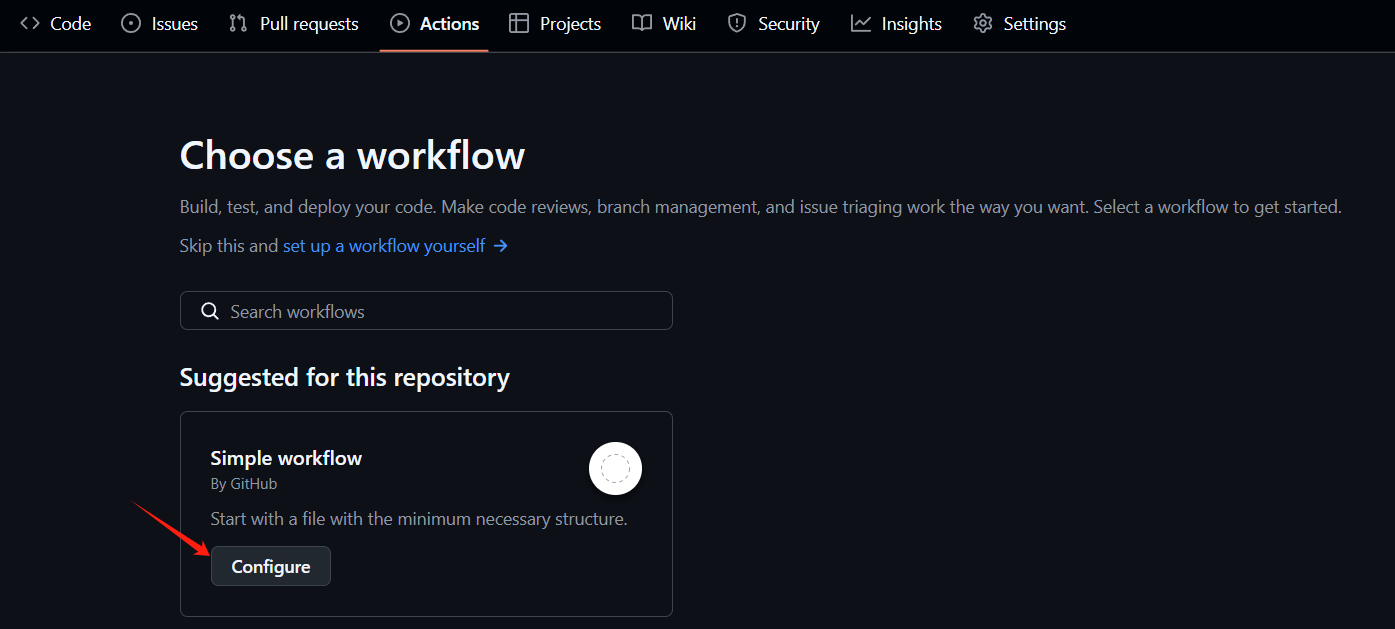 Code Issues Pull requests Actions Projects Wiki Security Insights Settings
Choose a workflow
Build, test, and deploy your code. Make code reviews, branch management, and issue triaging work the way you want. Select a workflow to get started.
Skip this and set up a workflow yourself →
Search workflows
Suggested for this repository
Simple workflow
By GitHub
Start with a file with the minimum necessary structure.
Configure